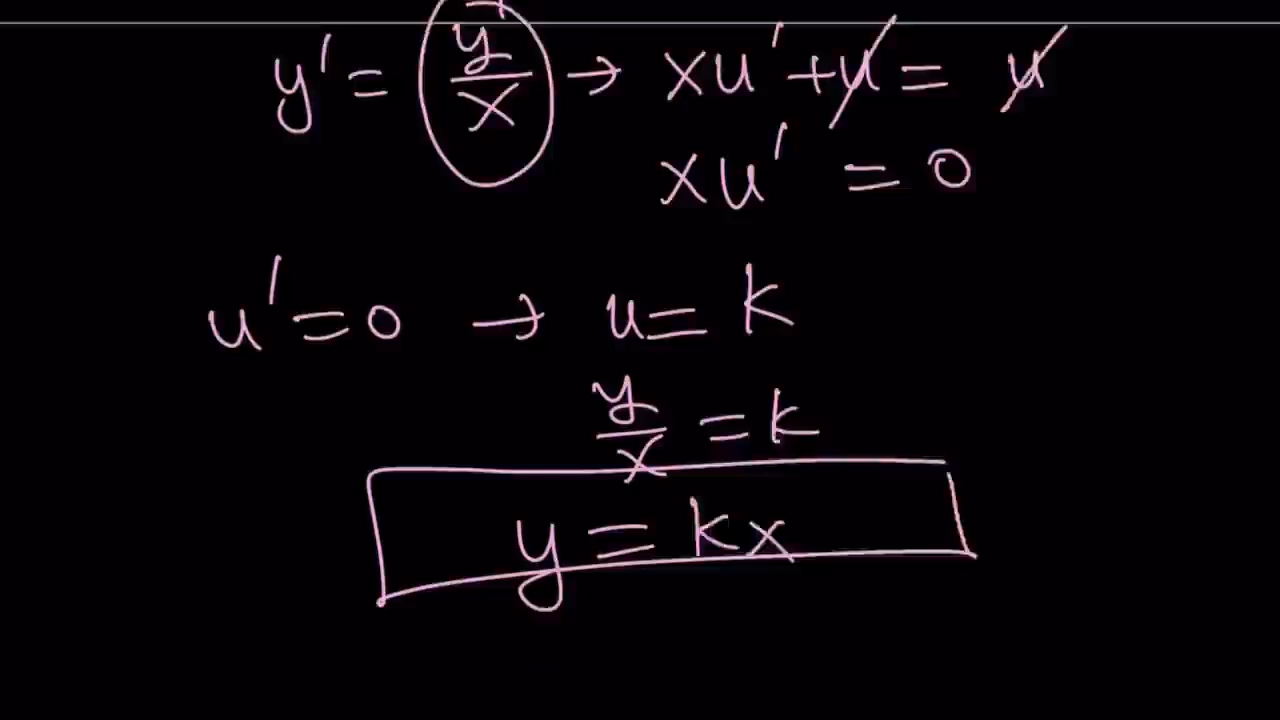 y' = y/x → xu' + u = u
xu' = 0
u' = 0 → u = k
y/x = k
y = kx